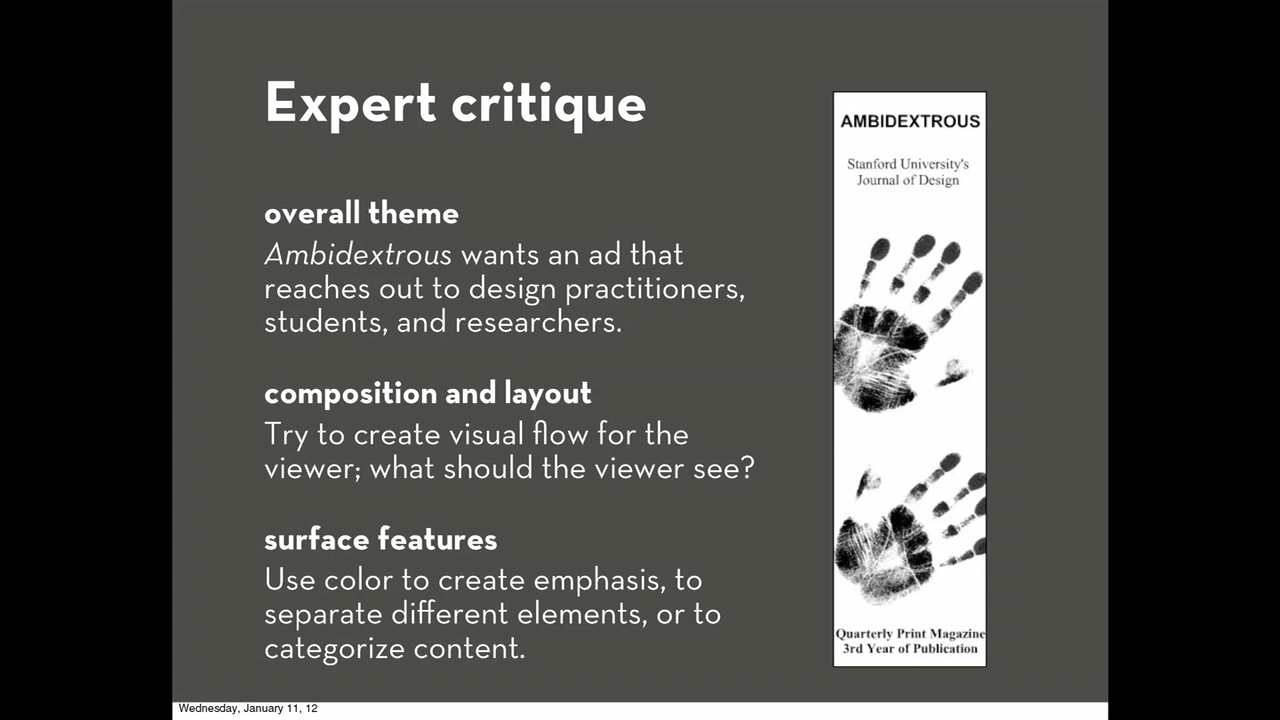 Expert critique
overall theme
Ambidextrous wants an ad that
reaches out to design practitioners,
students, and researchers.
composition and layout
Try to create visual flow for the
viewer; what should the viewer see?
surface features
Use color to create emphasis, to
separate different elements, or to
categorize content.
AMBIDEXTROUS
Stanford University's
Journal of Design
Quarterly Print Magazine
3rd Year of Publication
Wednesday, January 11, 12